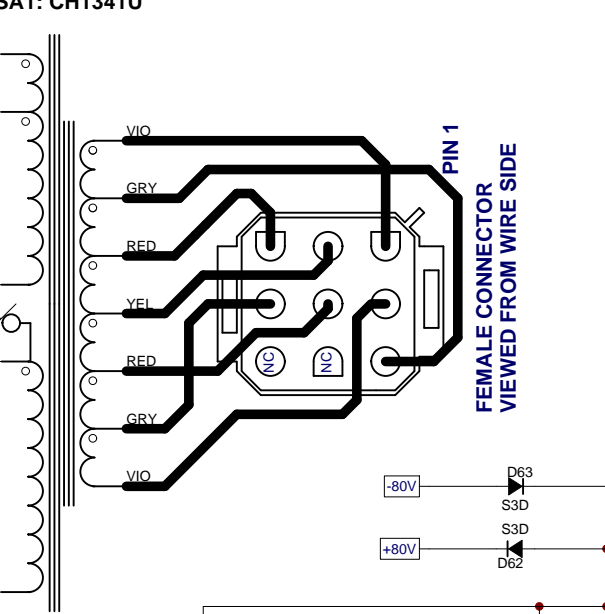 SAT: CH1341U
VIO
GRY
RED
YEL
RED
GRY
VIO
NC
NC
PIN 1
FEMALE CONNECTOR
VIEWED FROM WIRE SIDE
-80V
D63
S3D
S3D
+80V
D62